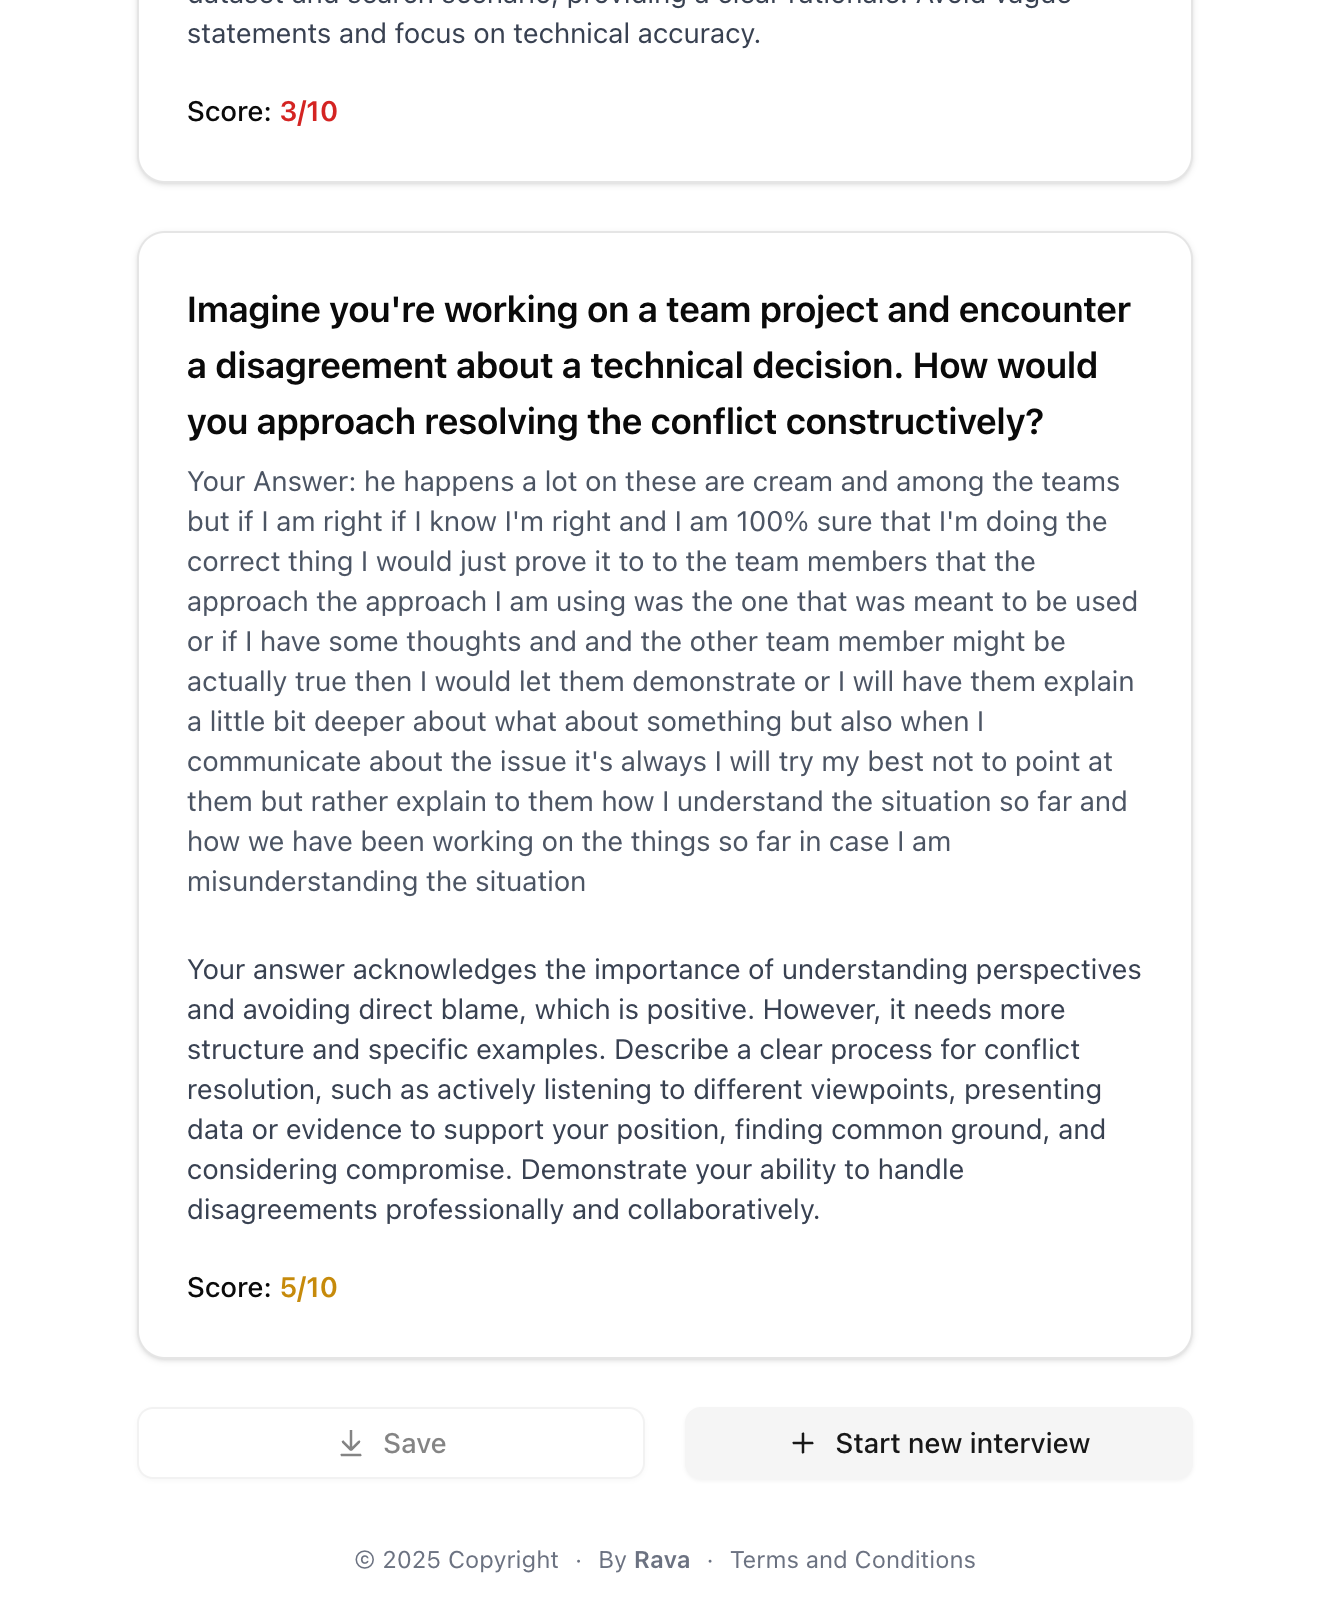 dataset and search scenario, providing a clear rationale. Avoid vague
statements and focus on technical accuracy.
Score: 3/10
Imagine you're working on a team project and encounter
a disagreement about a technical decision. How would
you approach resolving the conflict constructively?
Your Answer: he happens a lot on these are cream and among the teams
but if I am right if I know I'm right and I am 100% sure that I'm doing the
correct thing I would just prove it to to the team members that the
approach the approach I am using was the one that was meant to be used
or if I have some thoughts and and the other team member might be
actually true then I would let them demonstrate or I will have them explain
a little bit deeper about what about something but also when I
communicate about the issue it's always I will try my best not to point at
them but rather explain to them how I understand the situation so far and
how we have been working on the things so far in case I am
misunderstanding the situation
Your answer acknowledges the importance of understanding perspectives
and avoiding direct blame, which is positive. However, it needs more
structure and specific examples. Describe a clear process for conflict
resolution, such as actively listening to different viewpoints, presenting
data or evidence to support your position, finding common ground, and
considering compromise. Demonstrate your ability to handle
disagreements professionally and collaboratively.
Score: 5/10
Save
Start new interview
© 2025 Copyright · By Rava · Terms and Conditions